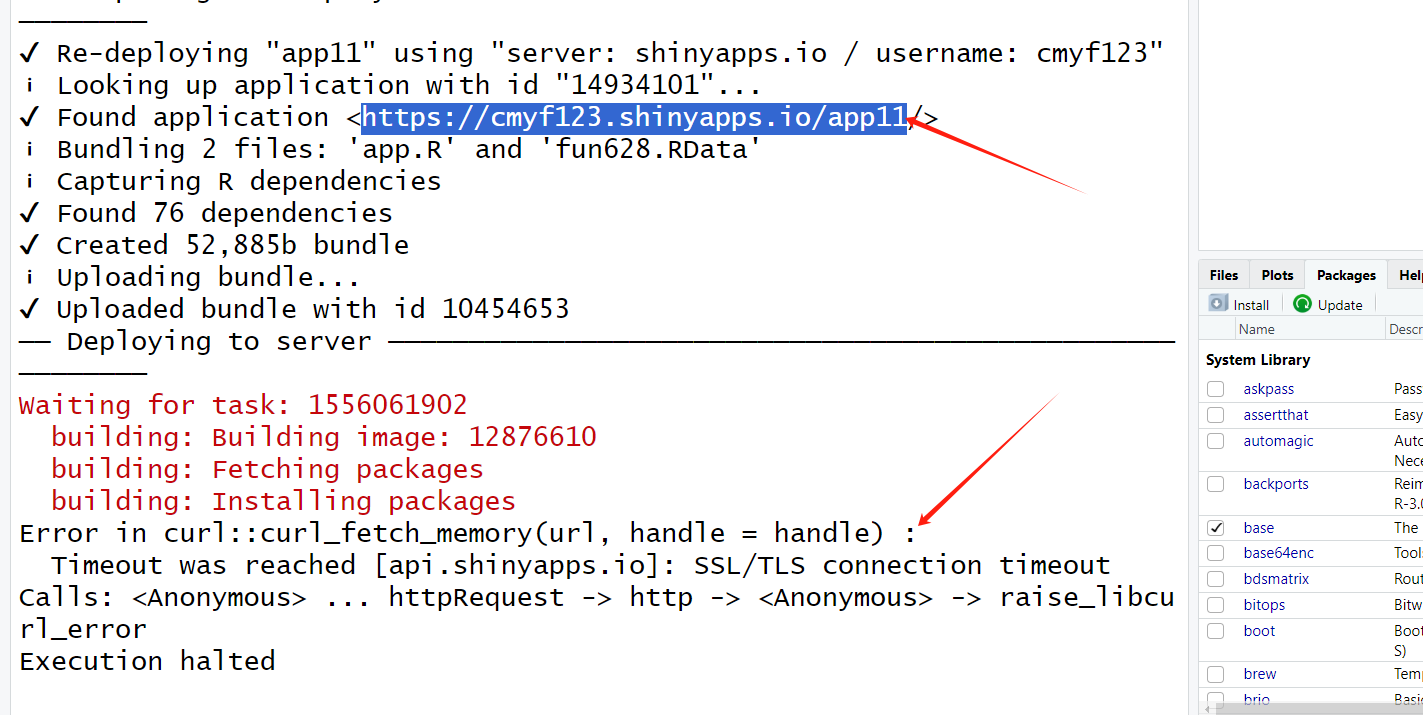 ✔ Re-deploying "app11" using "server: shinyapps.io / username: cmyf123"
ℹ Looking up application with id "14934101"...
✔ Found application <https://cmyf123.shinyapps.io/app11/>
ℹ Bundling 2 files: 'app.R' and 'fun628.RData'
ℹ Capturing R dependencies
✔ Found 76 dependencies
✔ Created 52,885b bundle
ℹ Uploading bundle...
✔ Uploaded bundle with id 10454653
── Deploying to server ──────────────────────────────
Waiting for task: 1556061902
building: Building image: 12876610
building: Fetching packages
building: Installing packages
Error in curl::curl_fetch_memory(url, handle = handle) :
Timeout was reached [api.shinyapps.io]: SSL/TLS connection timeout
Calls: <Anonymous> ... httpRequest -> http -> <Anonymous> -> raise_libcu
rl_error
Execution halted
Files Plots Packages Hel
Install Update
Name Descr
System Library
askpass Pass
assertthat Easy
automagic Auto
Nece
backports Reim
R-3.0
base The
base64enc Tool
bdsmatrix Rout
bitops Bitw
boot Boot
S)
brew Temp
brio Basi